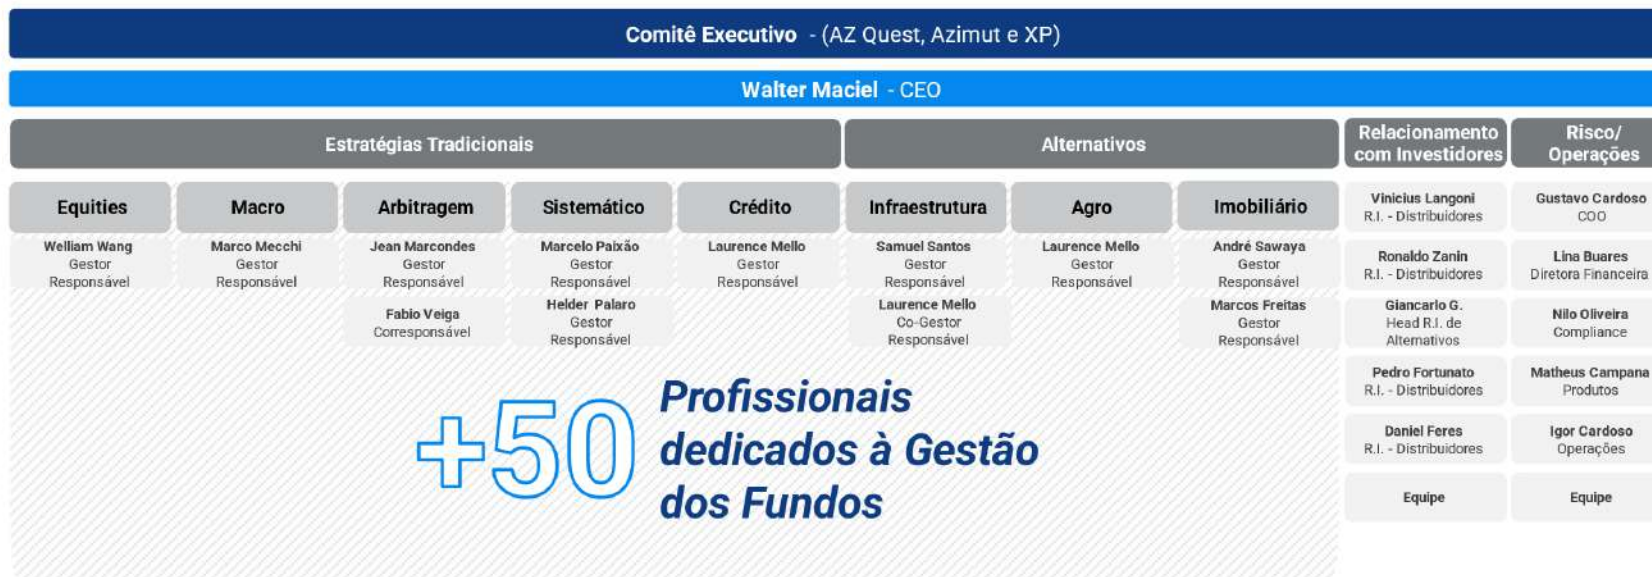 Comitê Executivo - (AZ Quest, Azimut e XP)
Walter Maciel - CEO
Estratégias Tradicionais
Alternativos
Relacionamento
com Investidores
Risco/
Operações
Equities
Macro
Arbitragem
Sistemático
Crédito
Infraestrutura
Agro
Imobiliário
Welliam Wang
Gestor
Responsável
Marco Mecchi
Gestor
Responsável
Jean Marcondes
Gestor
Responsável
Fabio Veiga
Corresponsável
Marcelo Paixão
Gestor
Responsável
Helder Palaro
Gestor
Responsável
Laurence Mello
Gestor
Responsável
Samuel Santos
Gestor
Responsável
Laurence Mello
Co-Gestor
Responsável
Laurence Mello
Gestor
Responsável
André Sawaya
Gestor
Responsável
Marcos Freitas
Gestor
Responsável
Vinicius Langoni
R.I. - Distribuidores
Ronaldo Zanin
R.I. - Distribuidores
Giancarlo G.
Head R.I. de
Alternativos
Pedro Fortunato
R.I. - Distribuidores
Daniel Feres
R.I. - Distribuidores
Equipe
Gustavo Cardoso
COO
Lina Buares
Diretora Financeira
Nilo Oliveira
Compliance
Matheus Campana
Produtos
Igor Cardoso
Operações
Equipe
+50
Profissionais
dedicados à Gestão
dos Fundos